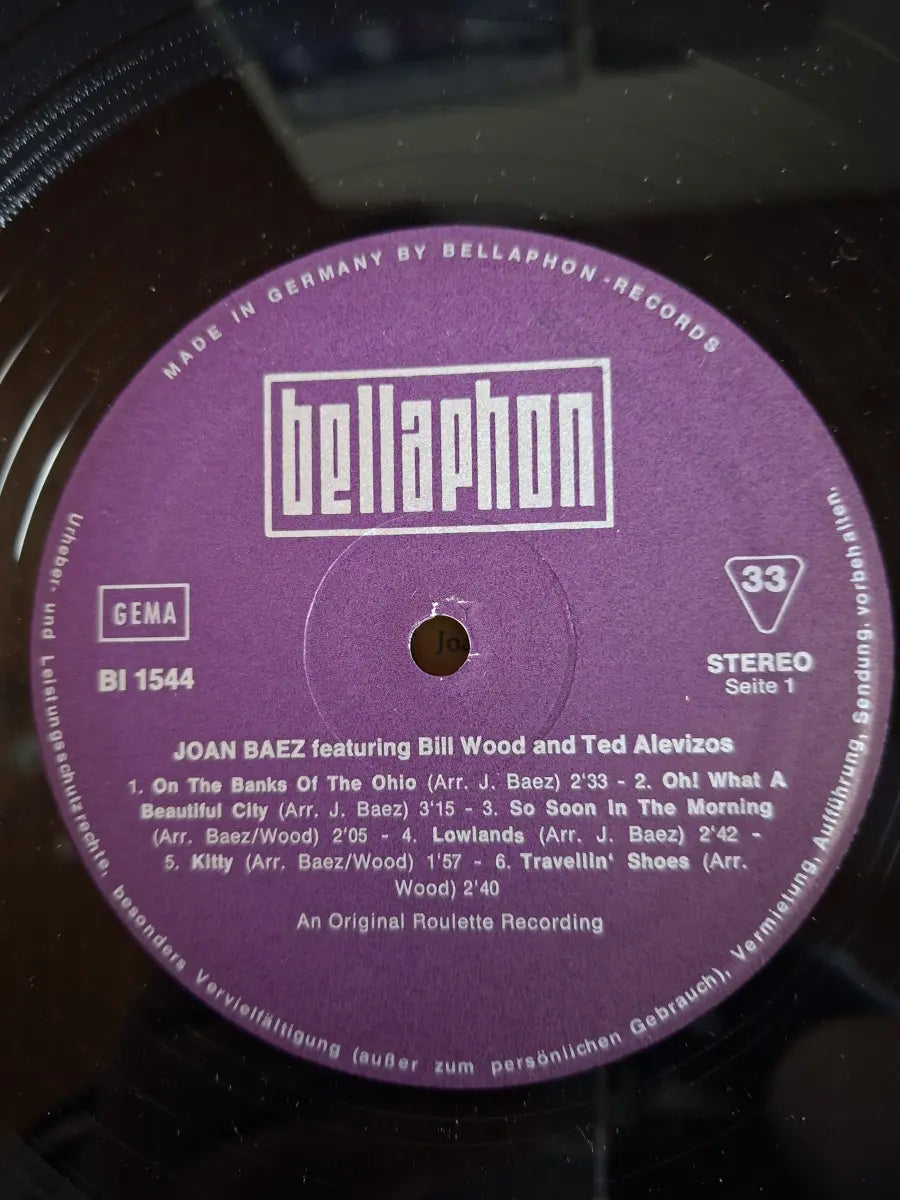 MADE IN GERMANY BY BELLAPHON-RECORDS
bellaphon
GEMA
BI 1544
33
STEREO
Seite 1
JOAN BAEZ featuring Bill Wood and Ted Alevizos
1. On The Banks Of The Ohio (Arr. J. Baez) 2'33 - 2. Oh! What A
Beautiful City (Arr. J. Baez) 3'15 - 3. So Soon In The Morning
(Arr. Baez/Wood) 2'05 - 4. Lowlands (Arr. J. Baez) 2'42 -
5. Kitty (Arr. Baez/Wood) 1'57 - 6. Travellin' Shoes (Arr.
Wood) 2'40
An Original Roulette Recording
Urheber- und Leistungsschutzrechte, besonders Vervielfältigung (außer zum persönlichen Gebrauch), Vermietung, Aufführung, Sendung, vorbehalten.